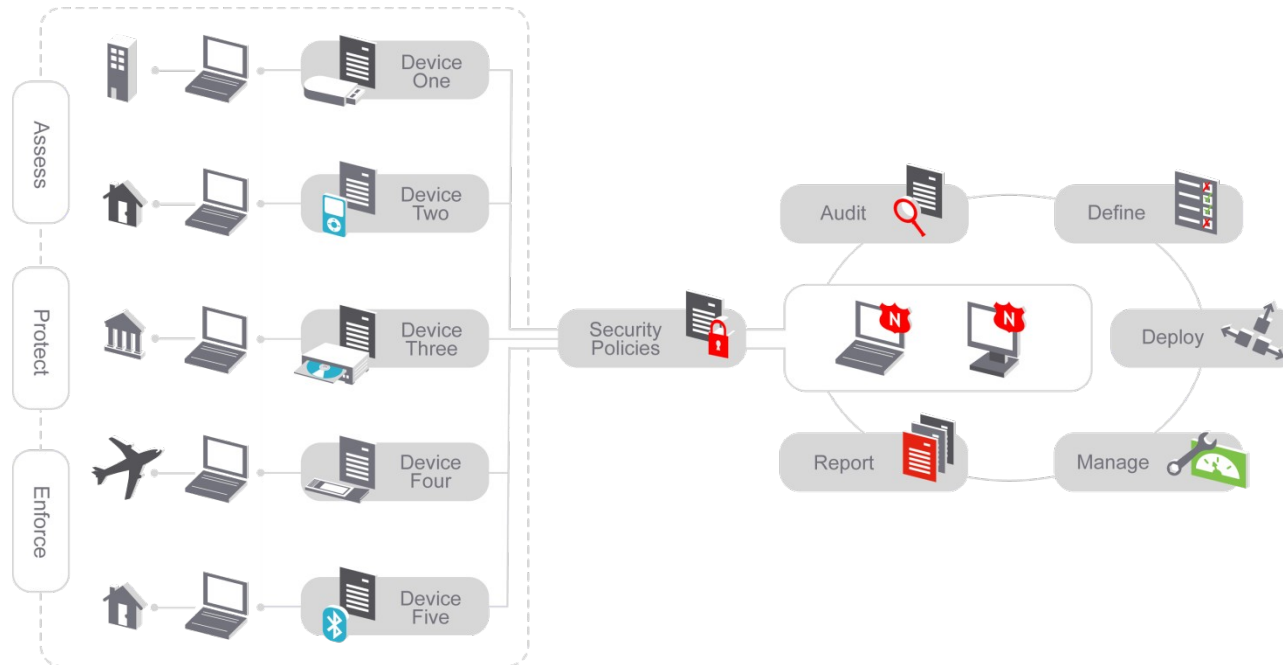 Assess
Protect
Enforce
Device
One
Device
Two
Device
Three
Device
Four
Device
Five
Security
Policies
Audit
Define
N
N
Deploy
Report
Manage